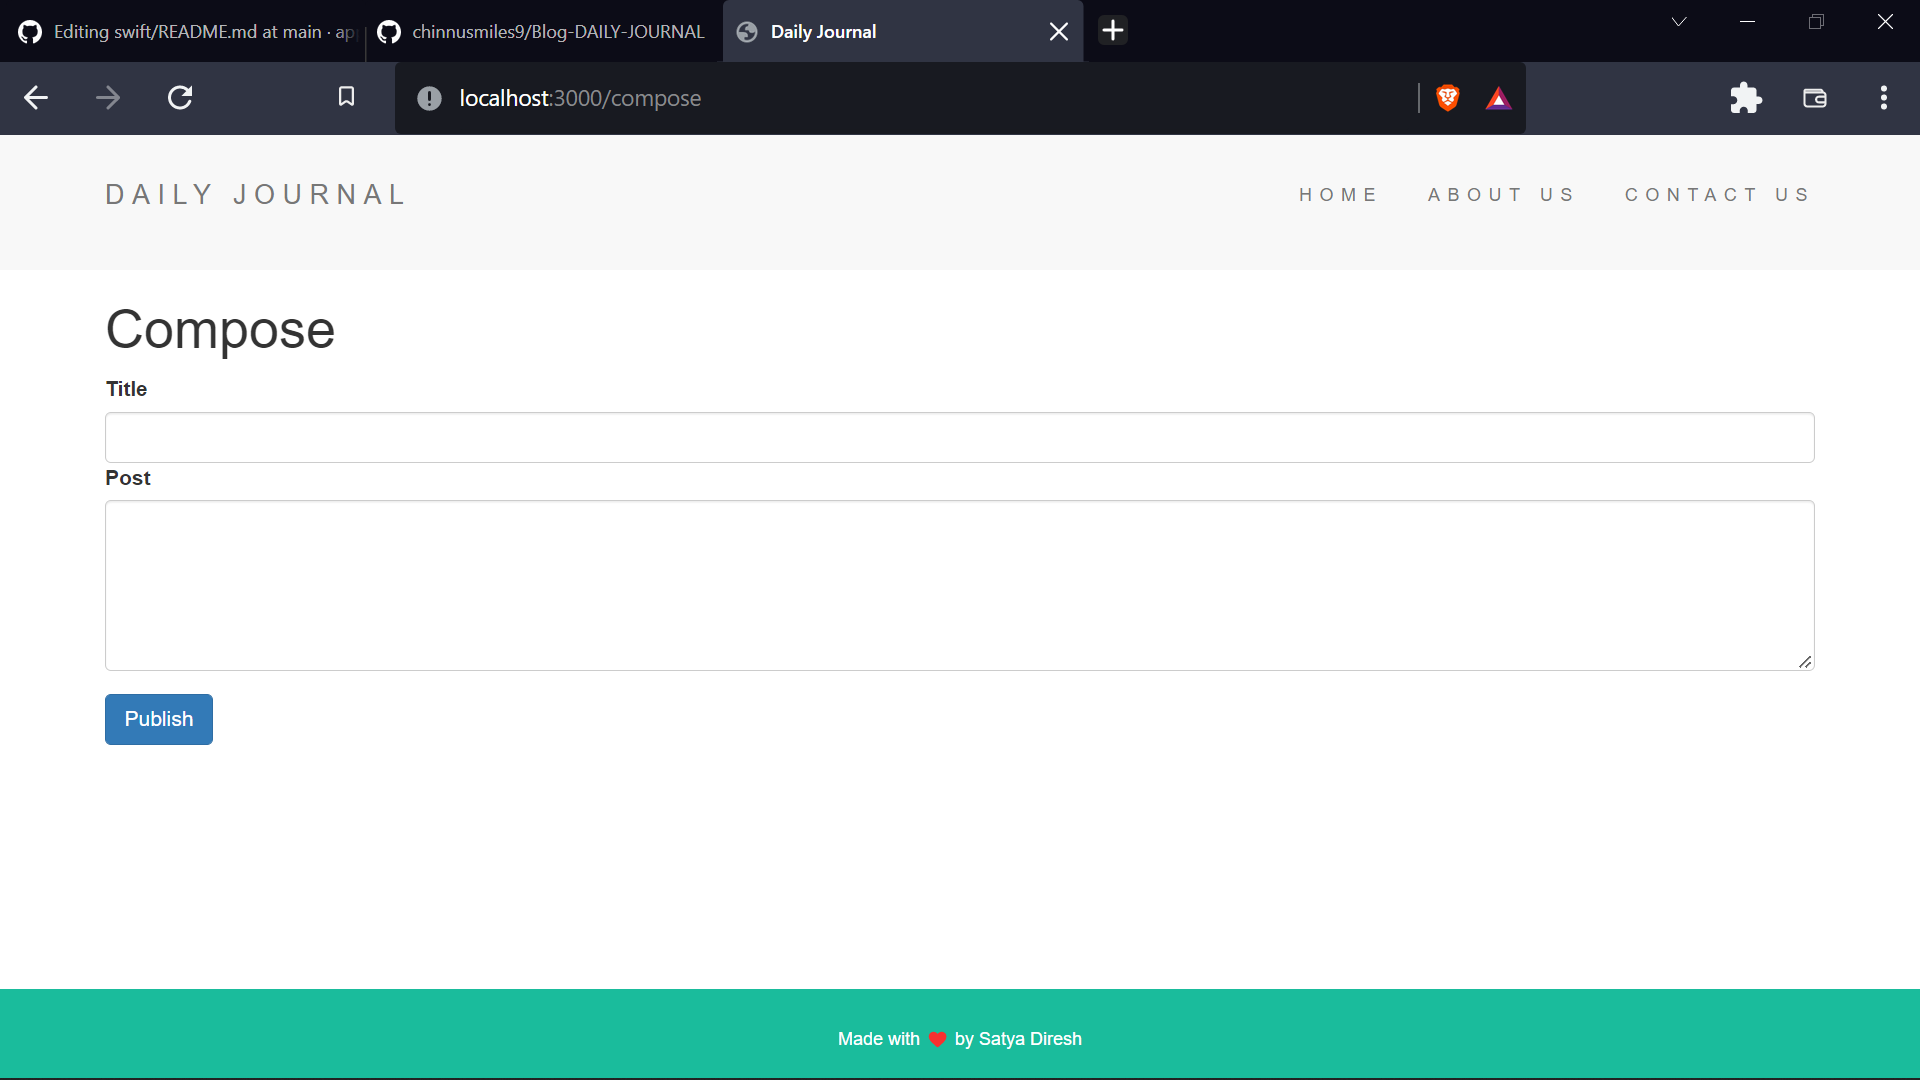 Editing swift/README.md at main · ap
chinnusmiles9/Blog-DAILY-JOURNAL
Daily Journal
localhost:3000/compose
DAILY JOURNAL
HOME
ABOUT US
CONTACT US
Compose
Title
Post
Publish
Made with ❤ by Satya Diresh